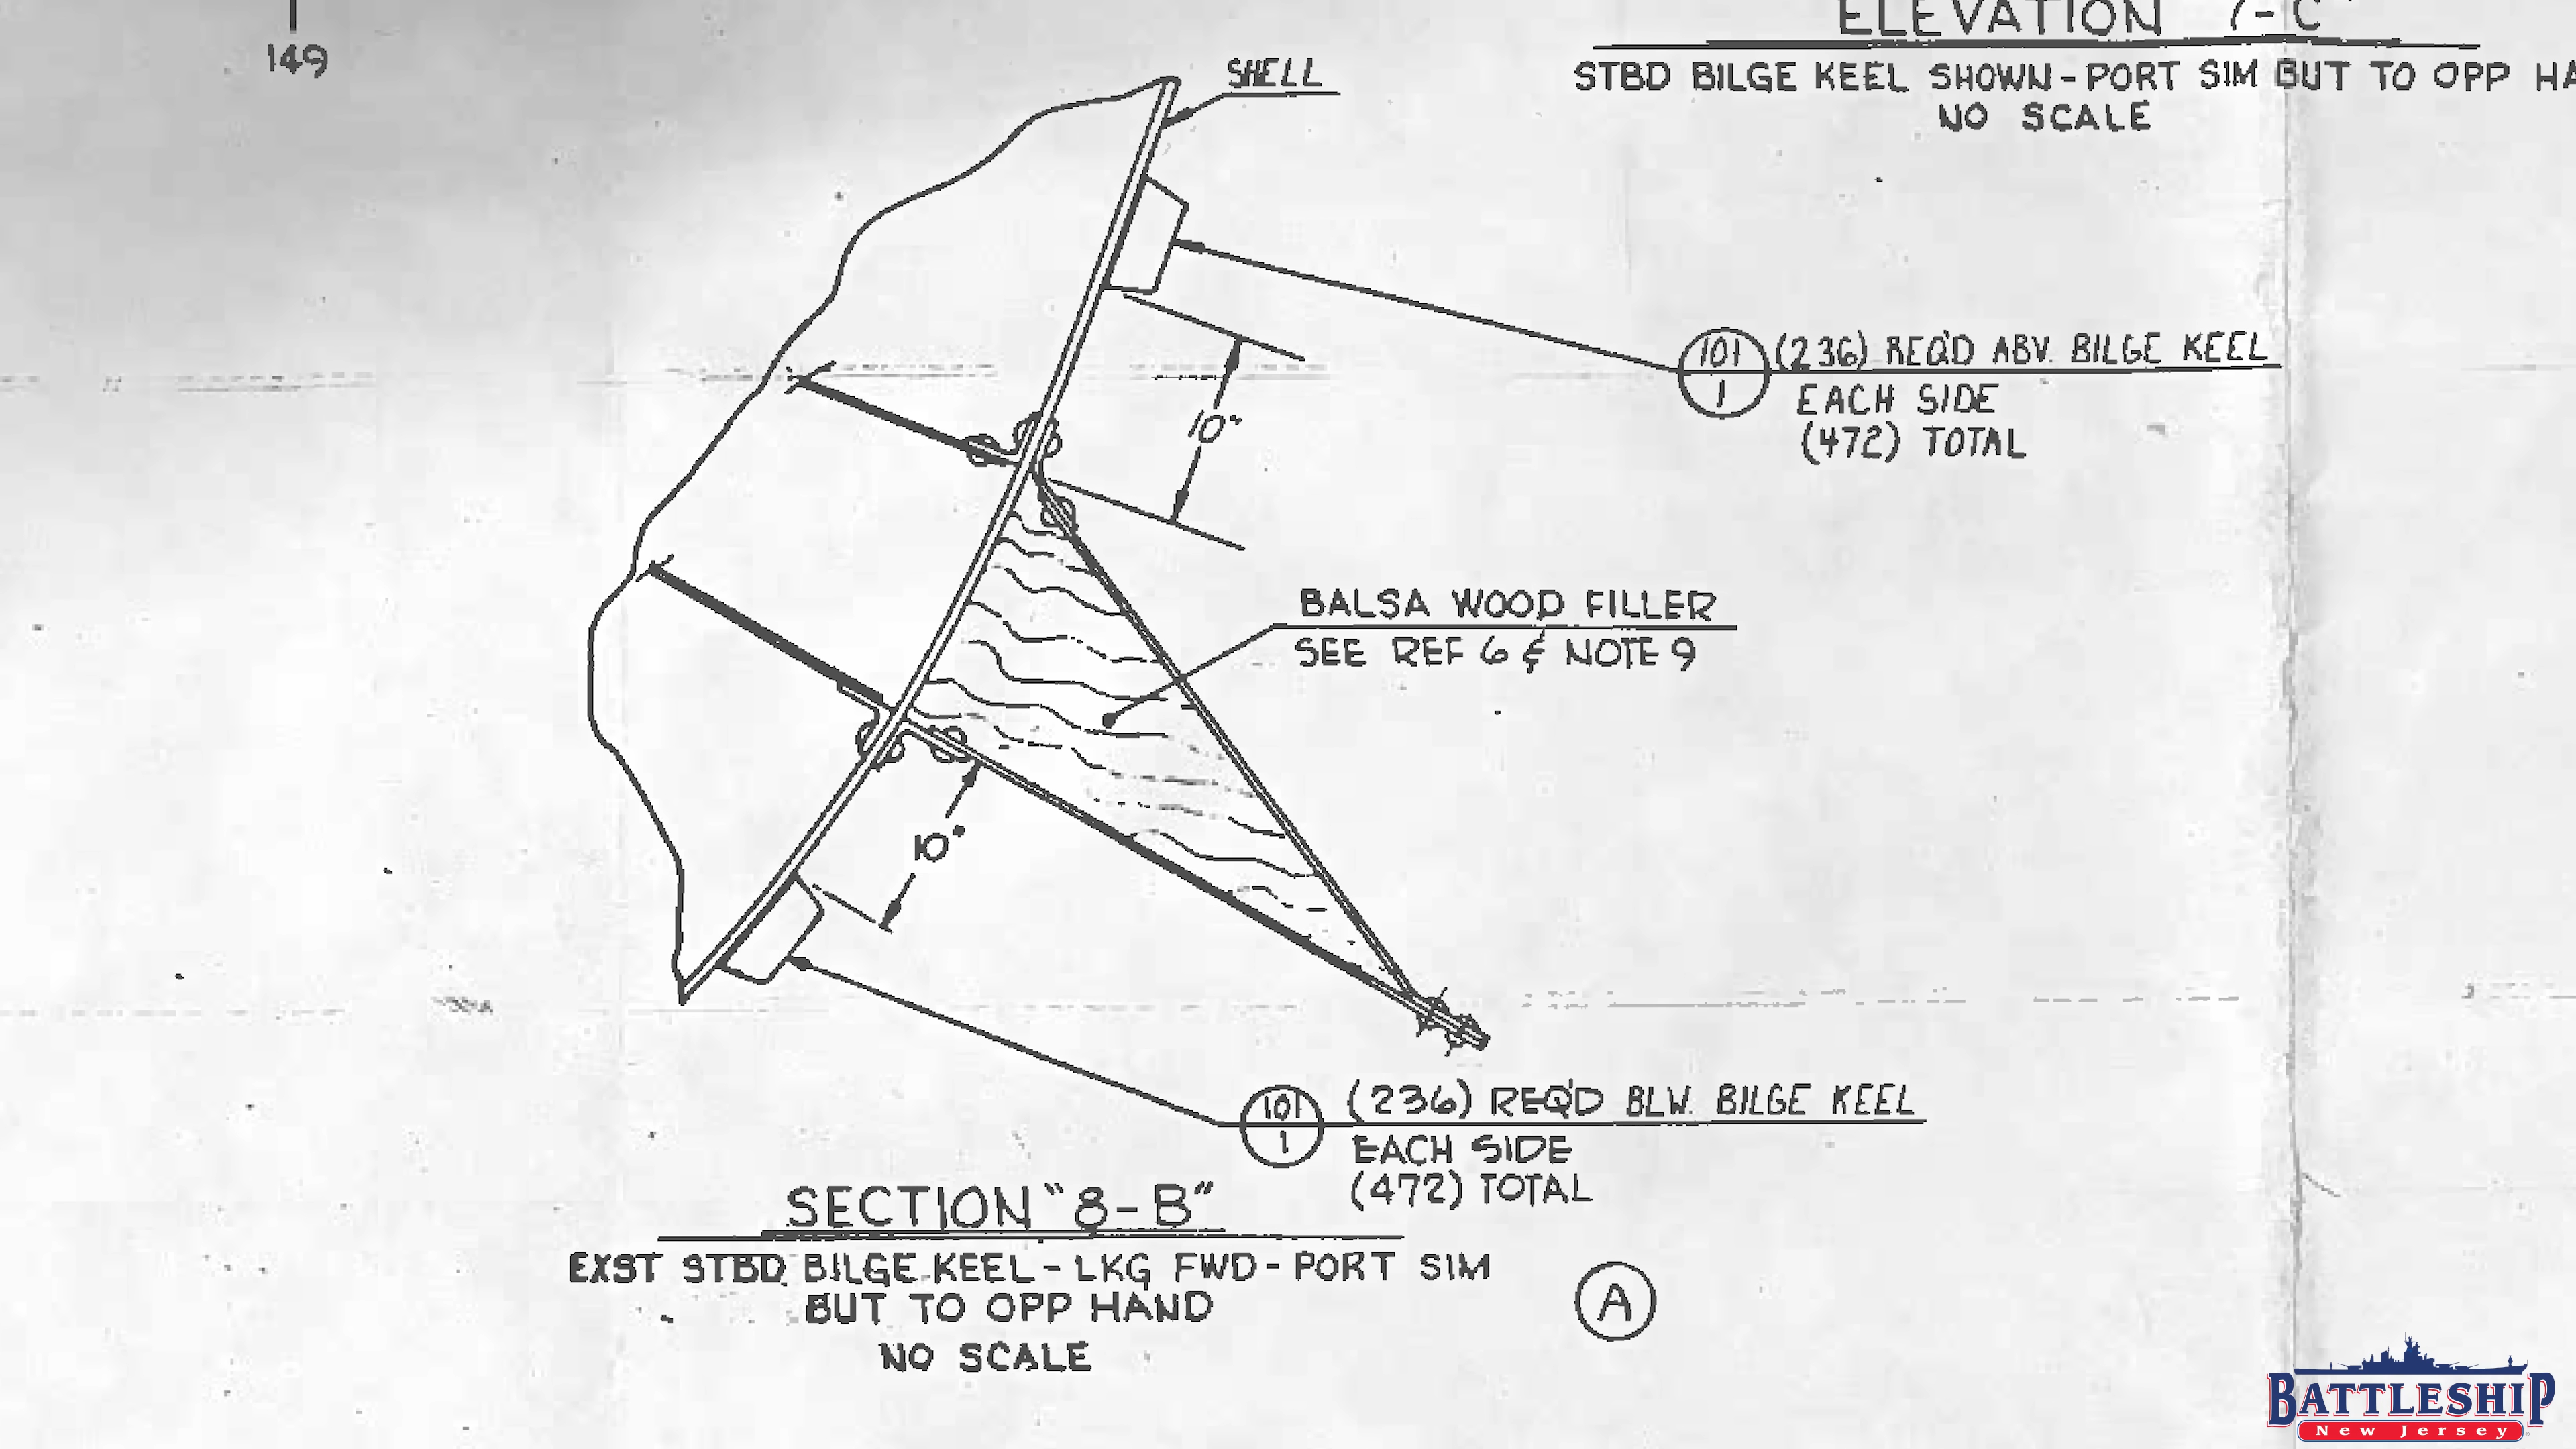 149
ELEVATION "7-C"
STBD BILGE KEEL SHOWN - PORT SIM BUT TO OPP HA
NO SCALE
SHELL
101
1
(236) REQ'D ABV. BILGE KEEL
EACH SIDE
(472) TOTAL
10"
BALSA WOOD FILLER
SEE REF 6 & NOTE 9
10"
101
1
(236) REQ'D BLW. BILGE KEEL
EACH SIDE
(472) TOTAL
SECTION "8-B"
EXST STBD. BILGE KEEL - LKG FWD - PORT SIM
BUT TO OPP HAND
NO SCALE
A
BATTLESHIP
New Jersey